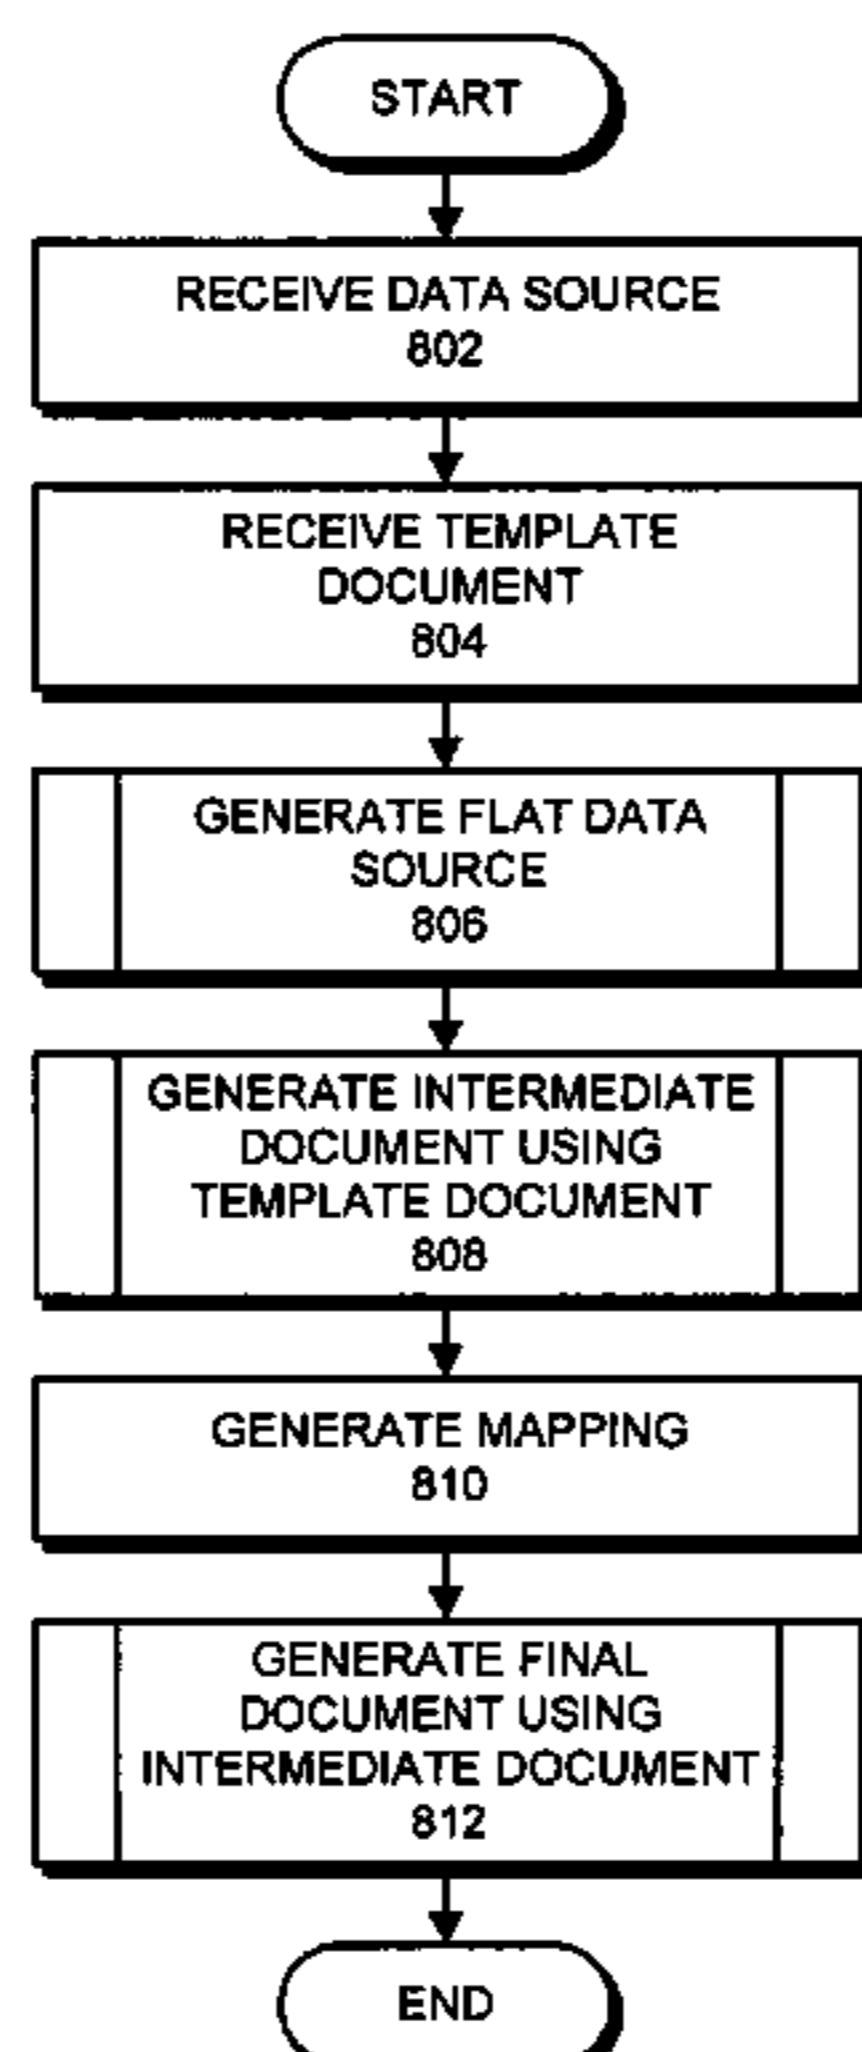 START
RECEIVE DATA SOURCE
802
RECEIVE TEMPLATE
DOCUMENT
804
GENERATE FLAT DATA
SOURCE
806
GENERATE INTERMEDIATE
DOCUMENT USING
TEMPLATE DOCUMENT
808
GENERATE MAPPING
810
GENERATE FINAL
DOCUMENT USING
INTERMEDIATE DOCUMENT
812
END